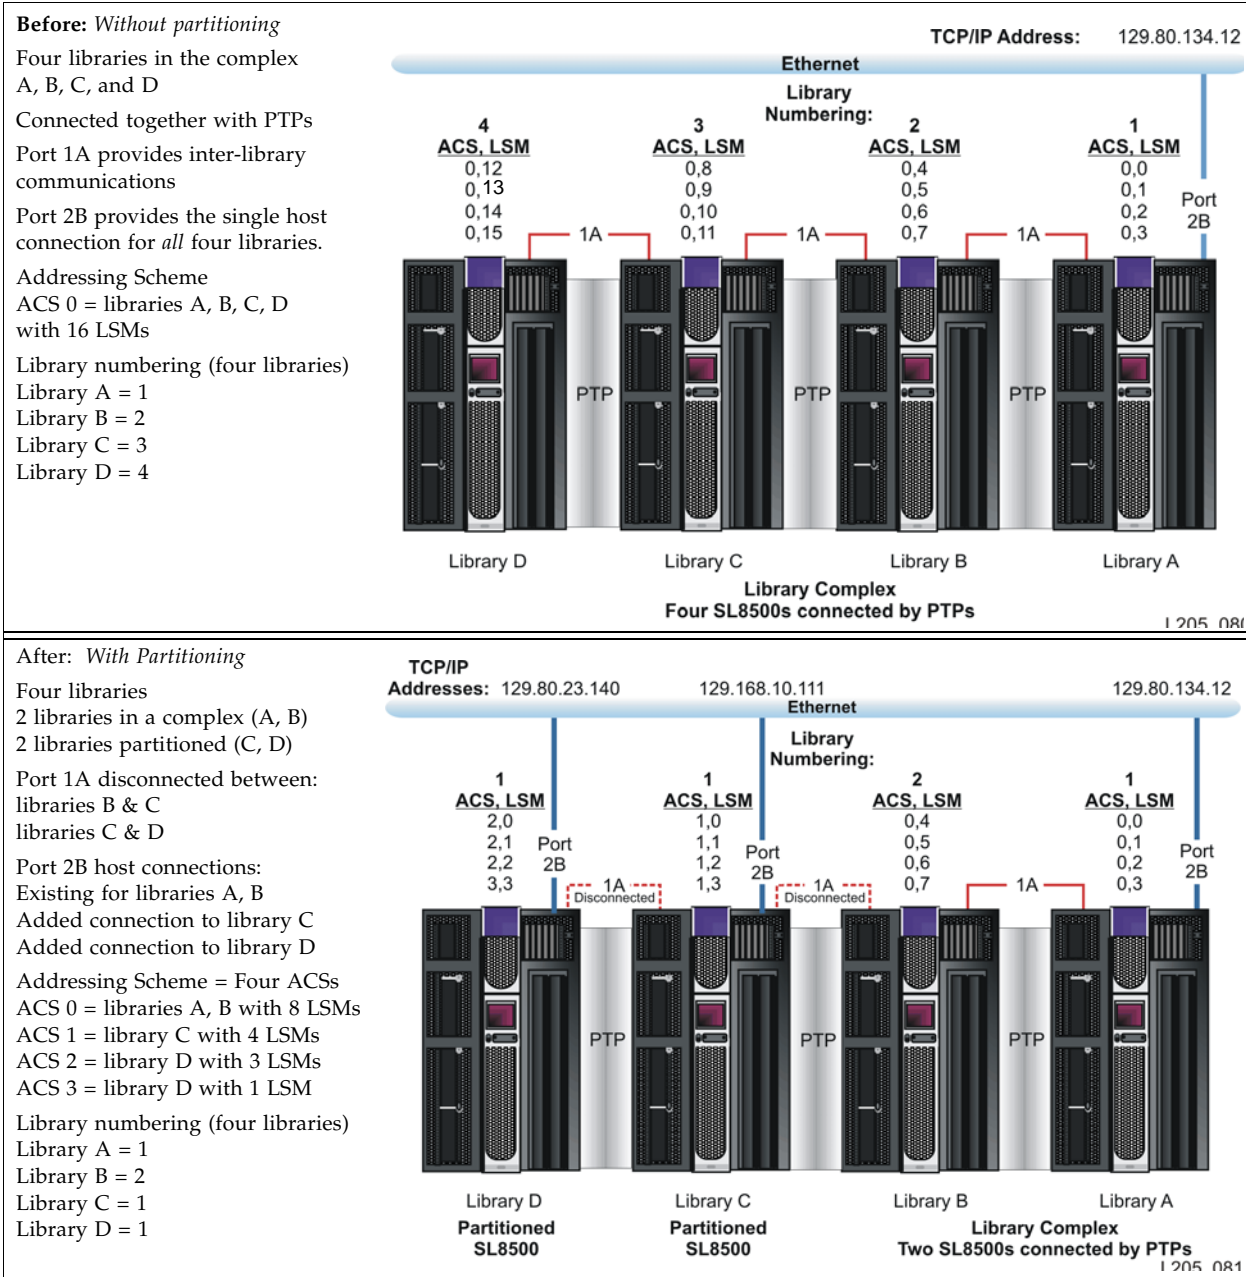 Before: Without partitioning
Four libraries in the complex
A, B, C, and D
Connected together with PTPs
Port 1A provides inter-library
communications
Port 2B provides the single host
connection for all four libraries.
Addressing Scheme
ACS 0 = libraries A, B, C, D
with 16 LSMs
Library numbering (four libraries)
Library A = 1
Library B = 2
Library C = 3
Library D = 4
TCP/IP Address: 129.80.134.12
Ethernet
Library
Numbering:
4 3 2 1
ACS, LSM ACS, LSM ACS, LSM ACS, LSM
0,12 0,8 0,4 0,0
0,13 0,9 0,5 0,1
0,14 0,10 0,6 0,2
0,15 0,11 0,7 0,3
Port
2B
1A 1A 1A
PTP PTP PTP
Library D Library C Library B Library A
Library Complex
Four SL8500s connected by PTPs
L205_080
After: With Partitioning
Four libraries
2 libraries in a complex (A, B)
2 libraries partitioned (C, D)
Port 1A disconnected between:
libraries B & C
libraries C & D
Port 2B host connections:
Existing for libraries A, B
Added connection to library C
Added connection to library D
Addressing Scheme = Four ACSs
ACS 0 = libraries A, B with 8 LSMs
ACS 1 = library C with 4 LSMs
ACS 2 = library D with 3 LSMs
ACS 3 = library D with 1 LSM
Library numbering (four libraries)
Library A = 1
Library B = 2
Library C = 1
Library D = 1
TCP/IP
Addresses: 129.80.23.140 129.168.10.111 129.80.134.12
Ethernet
Library
Numbering:
1 1 2 1
ACS, LSM ACS, LSM ACS, LSM ACS, LSM
2,0 1,0 0,4 0,0
2,1 1,1 0,5 0,1
2,2 1,2 0,6 0,2
3,3 1,3 0,7 0,3
Port Port Port
2B 2B 2B
1A 1A 1A
Disconnected Disconnected
PTP PTP PTP
Library D Library C Library B Library A
Partitioned Partitioned Library Complex
SL8500 SL8500 Two SL8500s connected by PTPs
L205_081